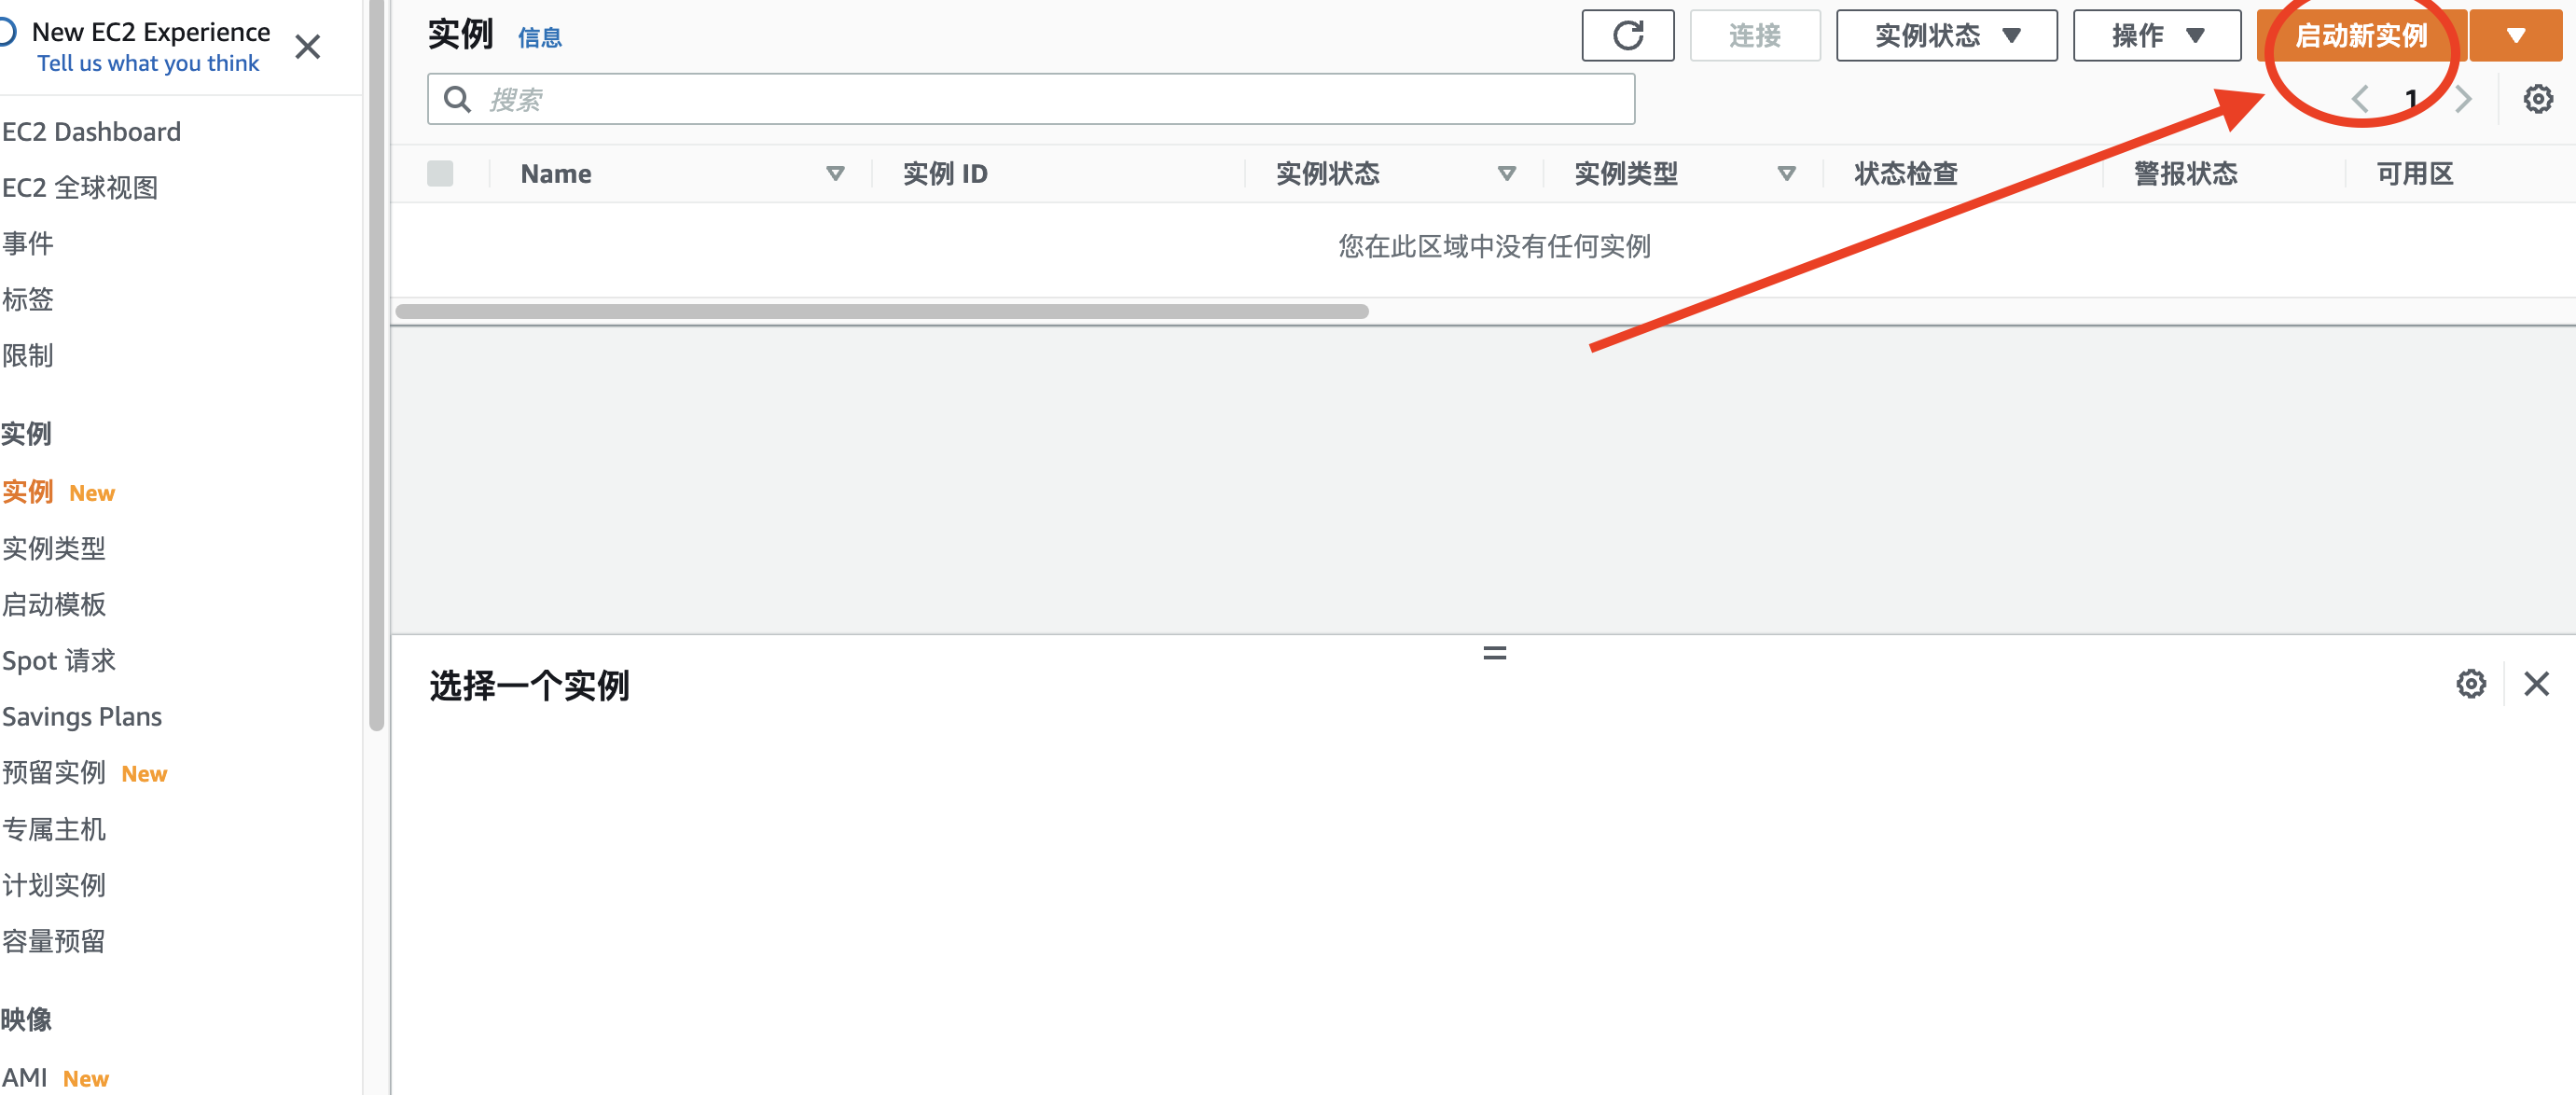 New EC2 Experience
Tell us what you think
EC2 Dashboard
EC2 全球视图
事件
标签
限制
实例
实例 New
实例类型
启动模板
Spot 请求
Savings Plans
预留实例 New
专属主机
计划实例
容量预留
映像
AMI New
实例 信息
连接 实例状态 操作 启动新实例
搜索
1
Name 实例 ID 实例状态 实例类型 状态检查 警报状态 可用区
您在此区域中没有任何实例
选择一个实例